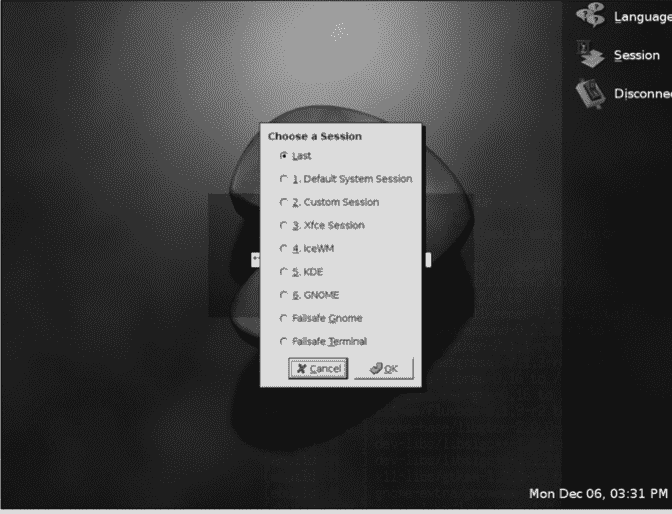 Language
Session
Disconne
Choose a Session
Last
1. Default System Session
2. Custom Session
3. Xfce Session
4. IceWM
5. KDE
6. GNOME
Failsafe Gnome
Failsafe Terminal
Cancel
OK
Mon Dec 06, 03:31 PM